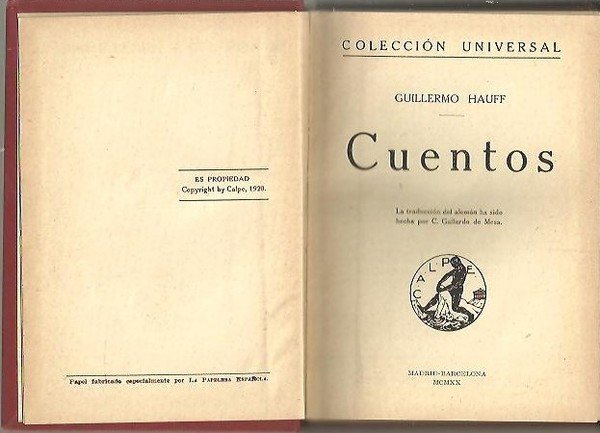 ES PROPIEDAD
Copyright by Calpe, 1920.
Papel fabricado especialmente por LA PAPELERA ESPAÑOLA.
COLECCIÓN UNIVERSAL
GUILLERMO HAUFF
Cuentos
La traducción del alemán ha sido
hecha por C. Gallardo de Mesa.
CALPE
MADRID-BARCELONA
MCMXX